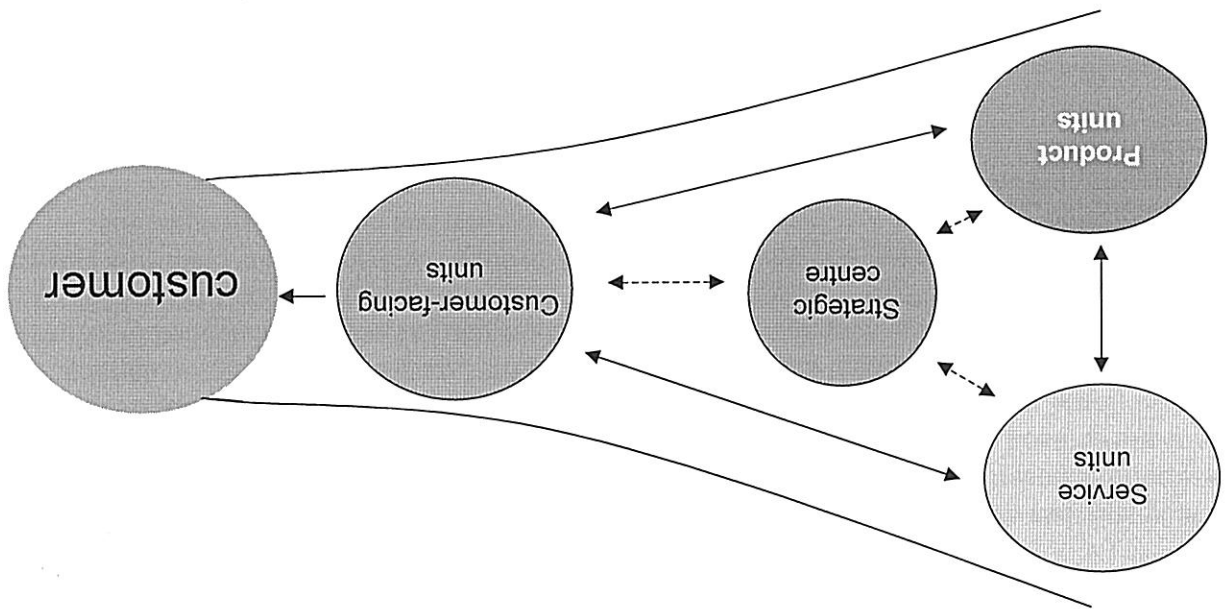 Service
units
Strategic
centre
Customer-facing
units
customer
Product
units